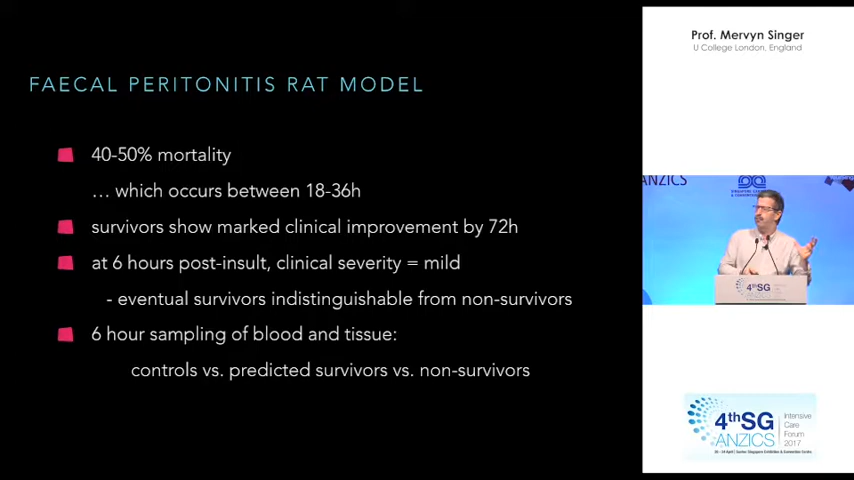 FAECAL PERITONITIS RAT MODEL
40-50% mortality
... which occurs between 18-36h
survivors show marked clinical improvement by 72h
at 6 hours post-insult, clinical severity = mild
- eventual survivors indistinguishable from non-survivors
6 hour sampling of blood and tissue:
controls vs. predicted survivors vs. non-survivors
Prof. Mervyn Singer
U College London, England
ANZICS
4thSG
4thSG
ANZICS
Intensive
Care
Forum
2017